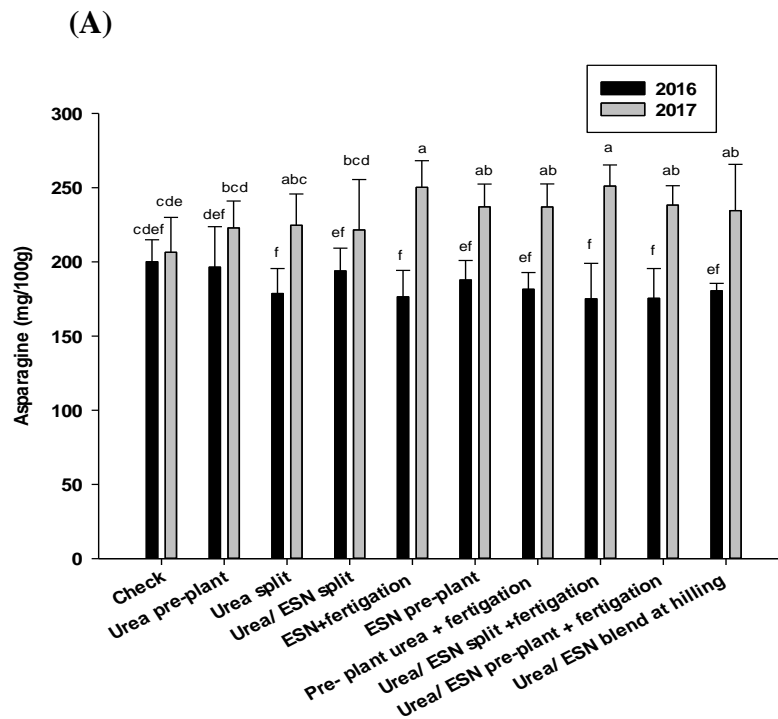 (A)
2016
2017
Asparagine (mg/100g)
300
250
200
150
100
50
0
cdef
cde
def
bcd
f
abc
ef
bcd
f
a
ef
ab
ef
ab
f
a
f
ab
ef
ab
Check
Urea pre-plant
Urea split
Urea/ ESN split
ESN+fertigation
ESN pre-plant
Pre- plant urea + fertigation
Urea/ ESN split +fertigation
Urea/ ESN pre-plant + fertigation
Urea/ ESN blend at hilling